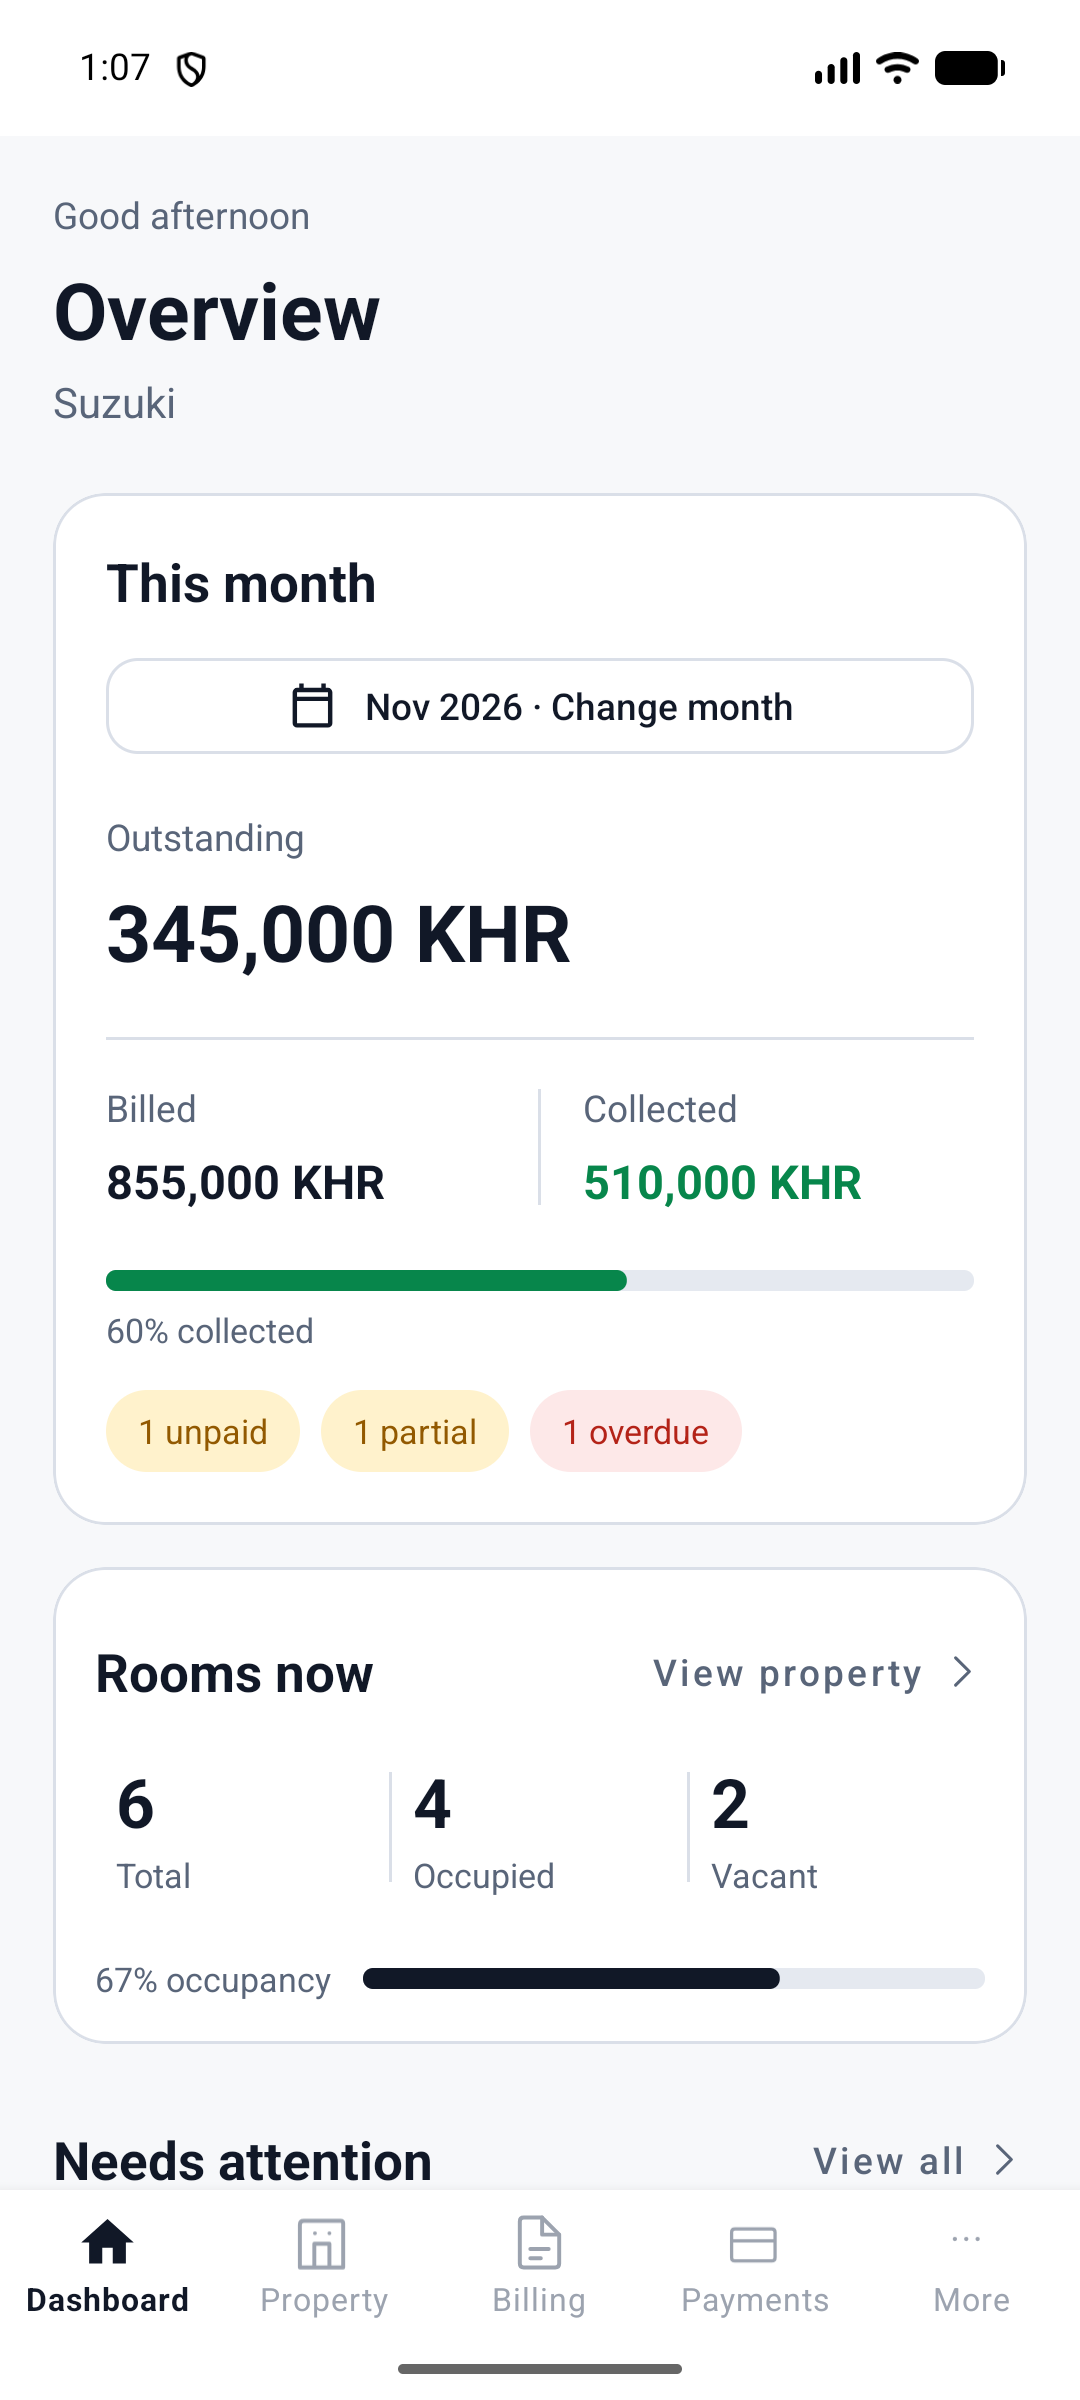 1:07
Good afternoon
Overview
Suzuki
This month
Nov 2026 · Change month
Outstanding
345,000 KHR
Billed
Collected
855,000 KHR
510,000 KHR
60% collected
1 unpaid
1 partial
1 overdue
Rooms now
View property
6
4
2
Total
Occupied
Vacant
67% occupancy
Needs attention
View all
Dashboard
Property
Billing
Payments
More